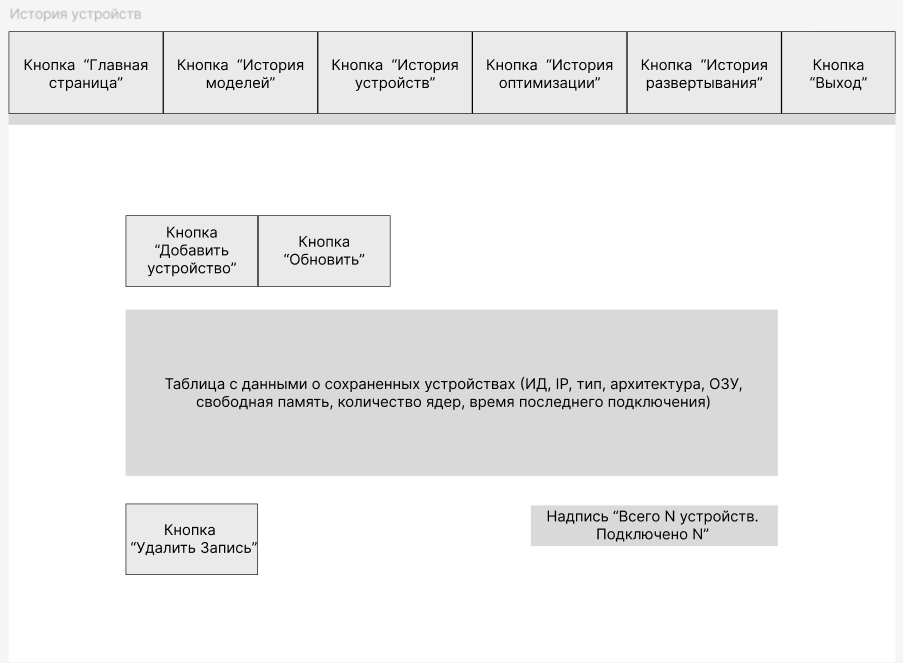 История устройств
Кнопка “Главная
страница”
Кнопка “История
моделей”
Кнопка “История
устройств”
Кнопка “История
оптимизации”
Кнопка “История
развертывания”
Кнопка
“Выход”
Кнопка
“Добавить
устройство”
Кнопка
“Обновить”
Таблица с данными о сохраненных устройствах (ИД, IP, тип, архитектура, ОЗУ,
свободная память, количество ядер, время последнего подключения)
Кнопка
“Удалить Запись”
Надпись “Всего N устройств.
Подключено N”